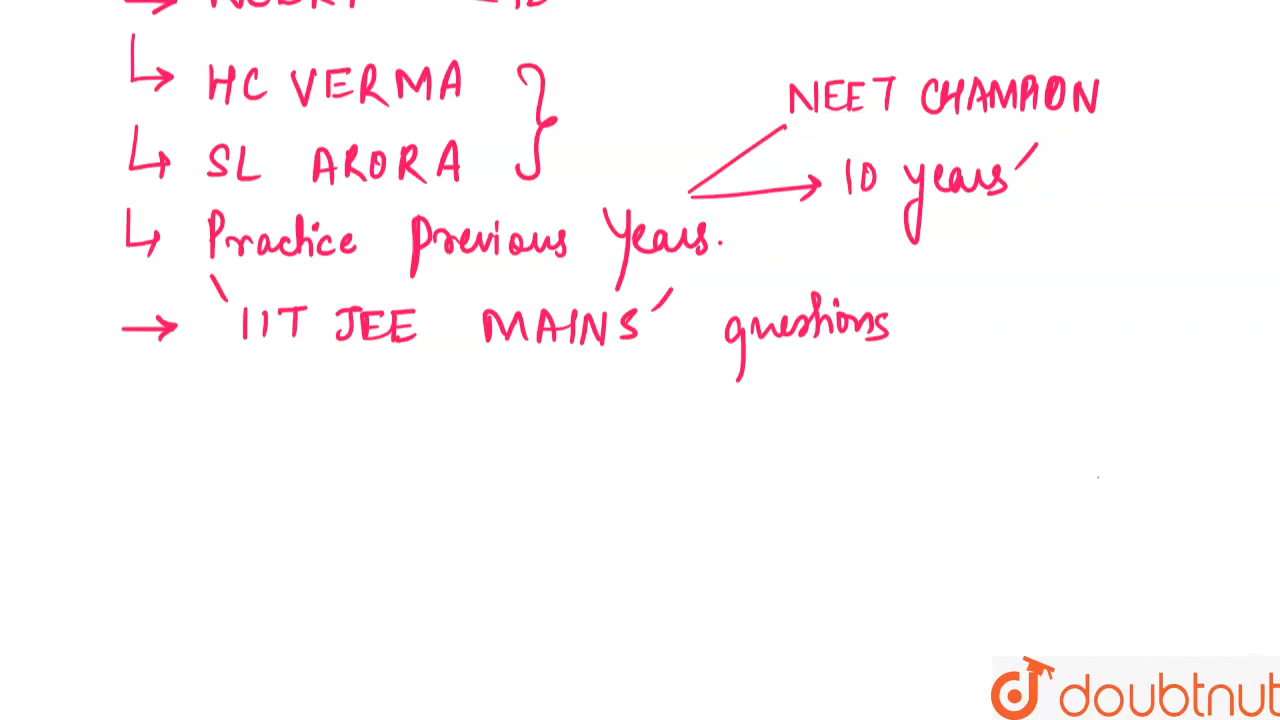 → HC VERMA }
→ SL ARORA
→ Practice Previous Years.
NEET CHAMPION
→ 10 years'
→ 'IIT JEE MAINS' questions
doubtnut